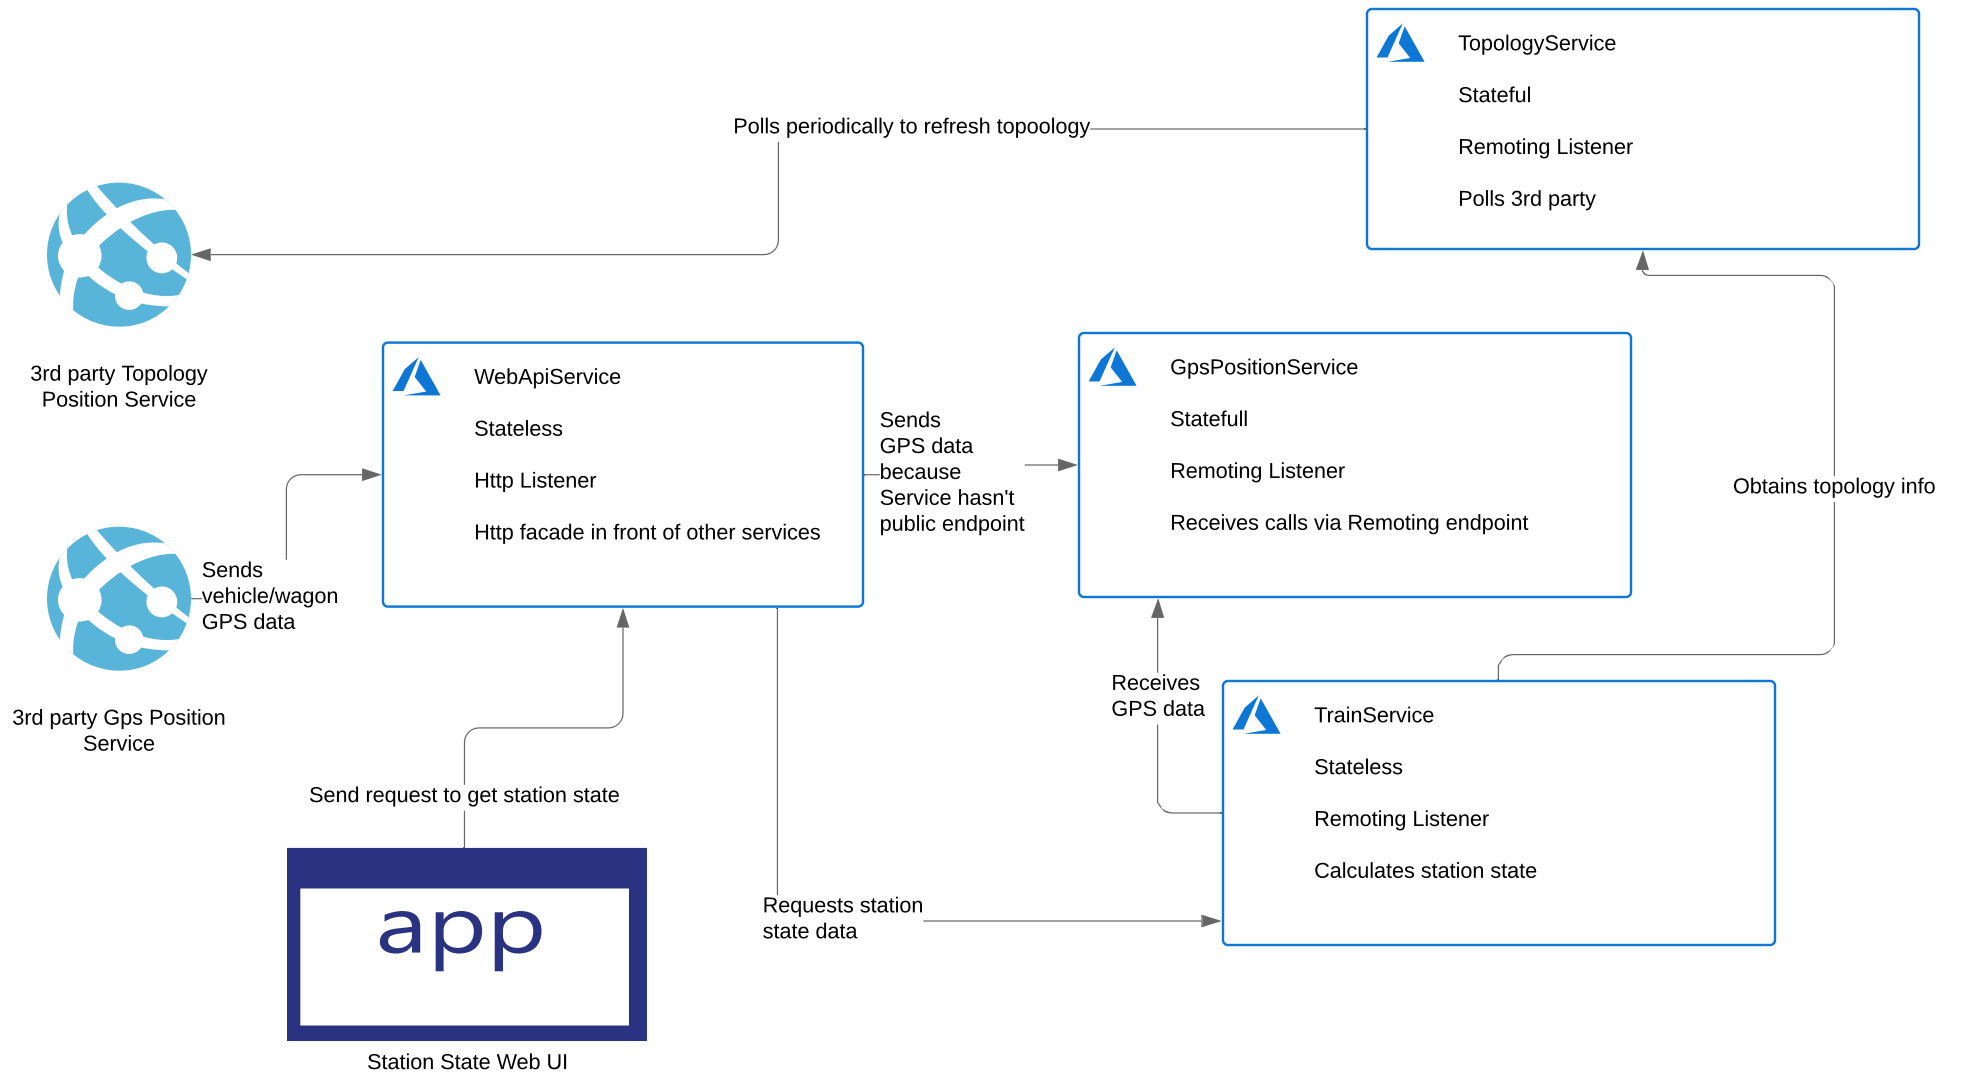 TopologyService
Stateful
Remoting Listener
Polls 3rd party
Polls periodically to refresh topoology
3rd party Topology
Position Service
WebApiService
Stateless
Http Listener
Http facade in front of other services
Sends
GPS data
because
Service hasn't
public endpoint
GpsPositionService
Statefull
Remoting Listener
Receives calls via Remoting endpoint
Obtains topology info
Sends
vehicle/wagon
GPS data
3rd party Gps Position
Service
Receives
GPS data
TrainService
Stateless
Remoting Listener
Calculates station state
Send request to get station state
Requests station
state data
app
Station State Web UI